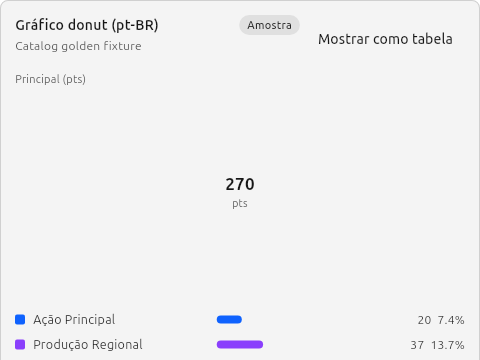 Gráfico donut (pt-BR)
Amostra
Catalog golden fixture
Mostrar como tabela
Principal (pts)
270
pts
Ação Principal 20 7.4%
Produção Regional 37 13.7%